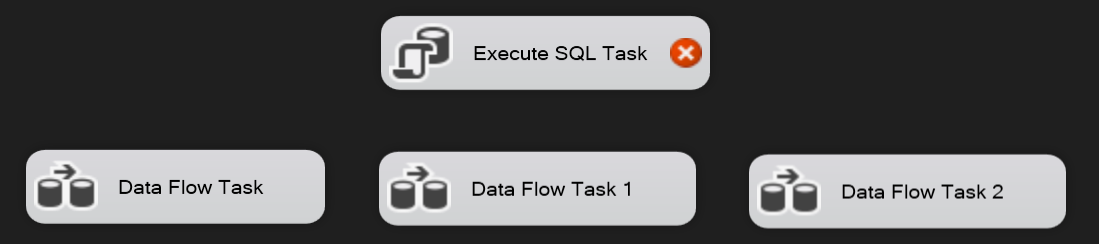 Execute SQL Task
Data Flow Task
Data Flow Task 1
Data Flow Task 2